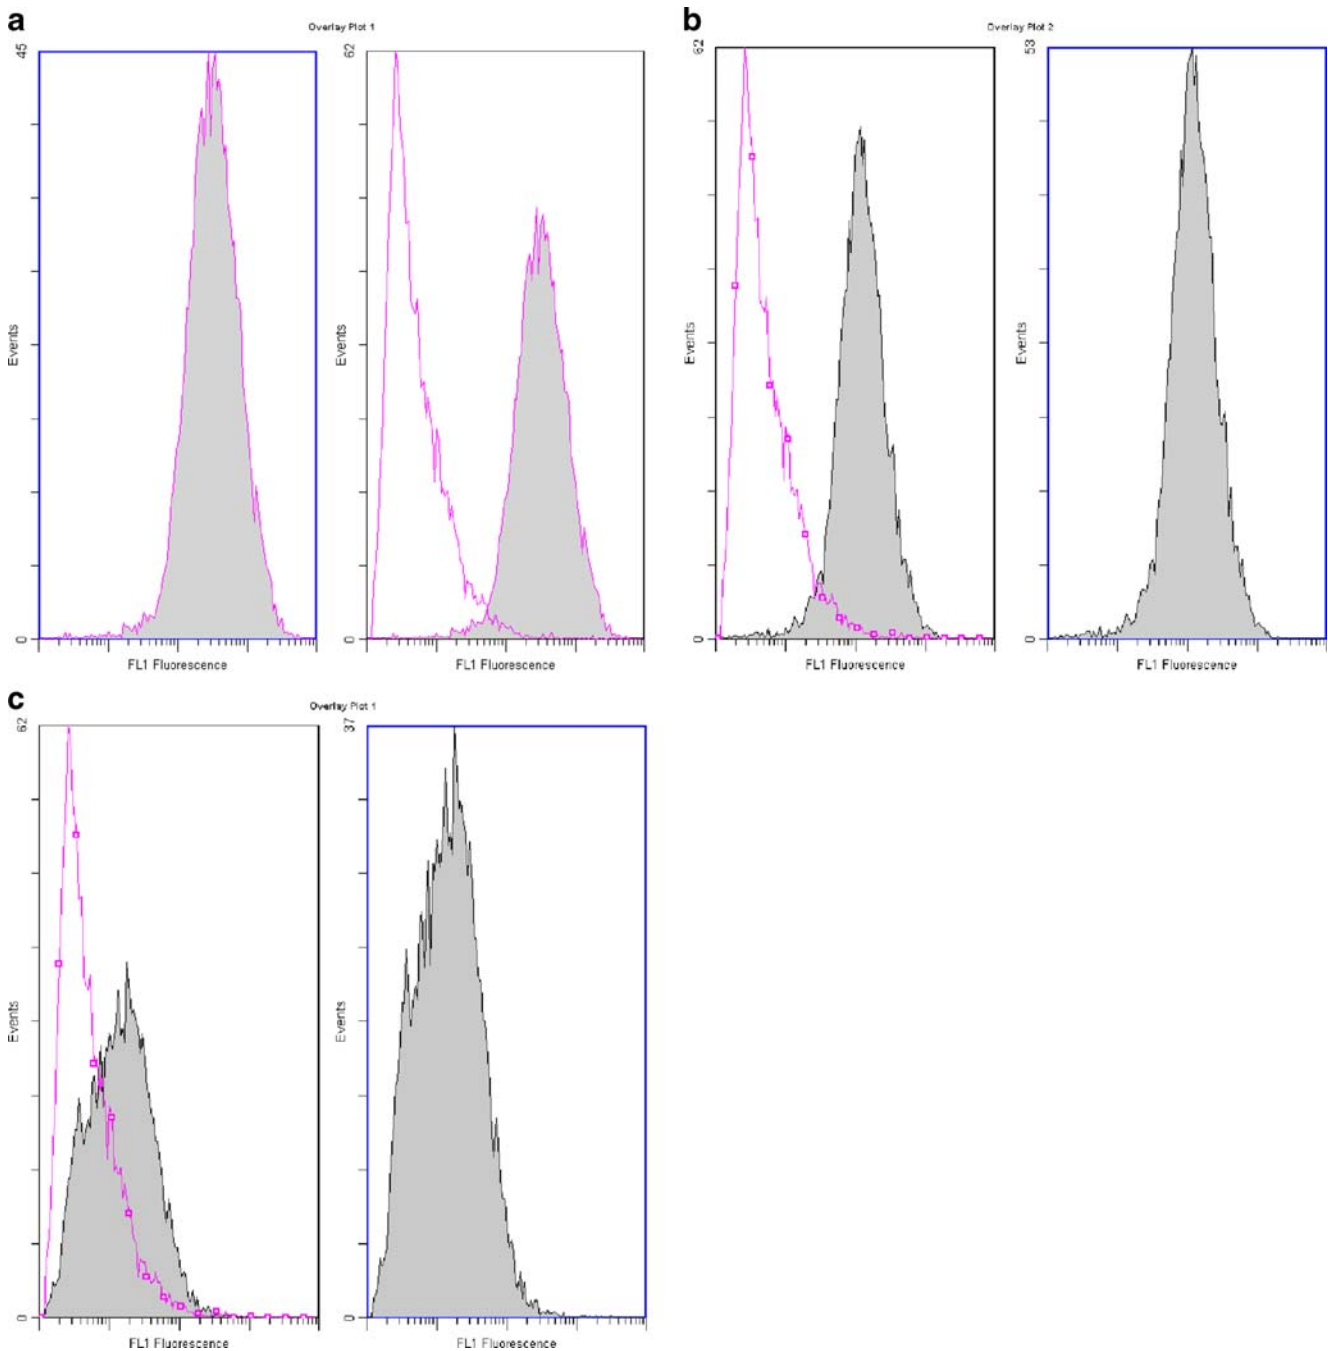 a
Overlay Plot 1
45
Events
0
FL1 Fluorescence
62
Events
0
FL1 Fluorescence
b
Overlay Plot 2
62
Events
0
FL1 Fluorescence
53
Events
0
FL1 Fluorescence
c
Overlay Plot 1
62
Events
0
FL1 Fluorescence
37
Events
0
FL1 Fluorescence